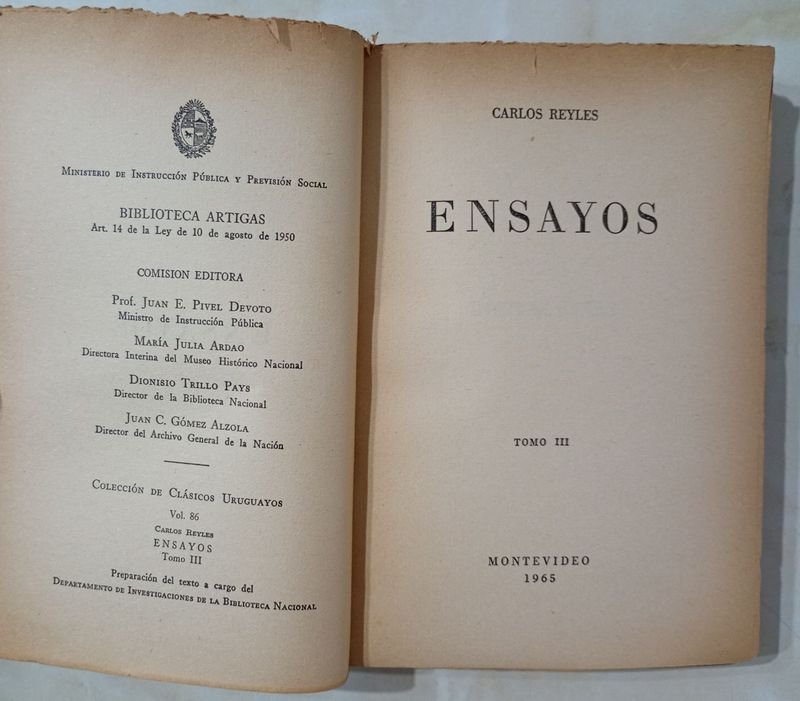 Ministerio de Instrucción Pública y Previsión Social
BIBLIOTECA ARTIGAS
Art. 14 de la Ley de 10 de agosto de 1950
COMISION EDITORA
Prof. Juan E. Pivel Devoto
Ministro de Instrucción Pública
María Julia Ardao
Directora Interina del Museo Histórico Nacional
Dionisio Trillo Pays
Director de la Biblioteca Nacional
Juan C. Gómez Alzola
Director del Archivo General de la Nación
Colección de Clásicos Uruguayos
Vol. 86
Carlos Reyles
ENSAYOS
Tomo III
Preparación del texto a cargo del
Departamento de Investigaciones de la Biblioteca Nacional
CARLOS REYLES
ENSAYOS
TOMO III
MONTEVIDEO
1965